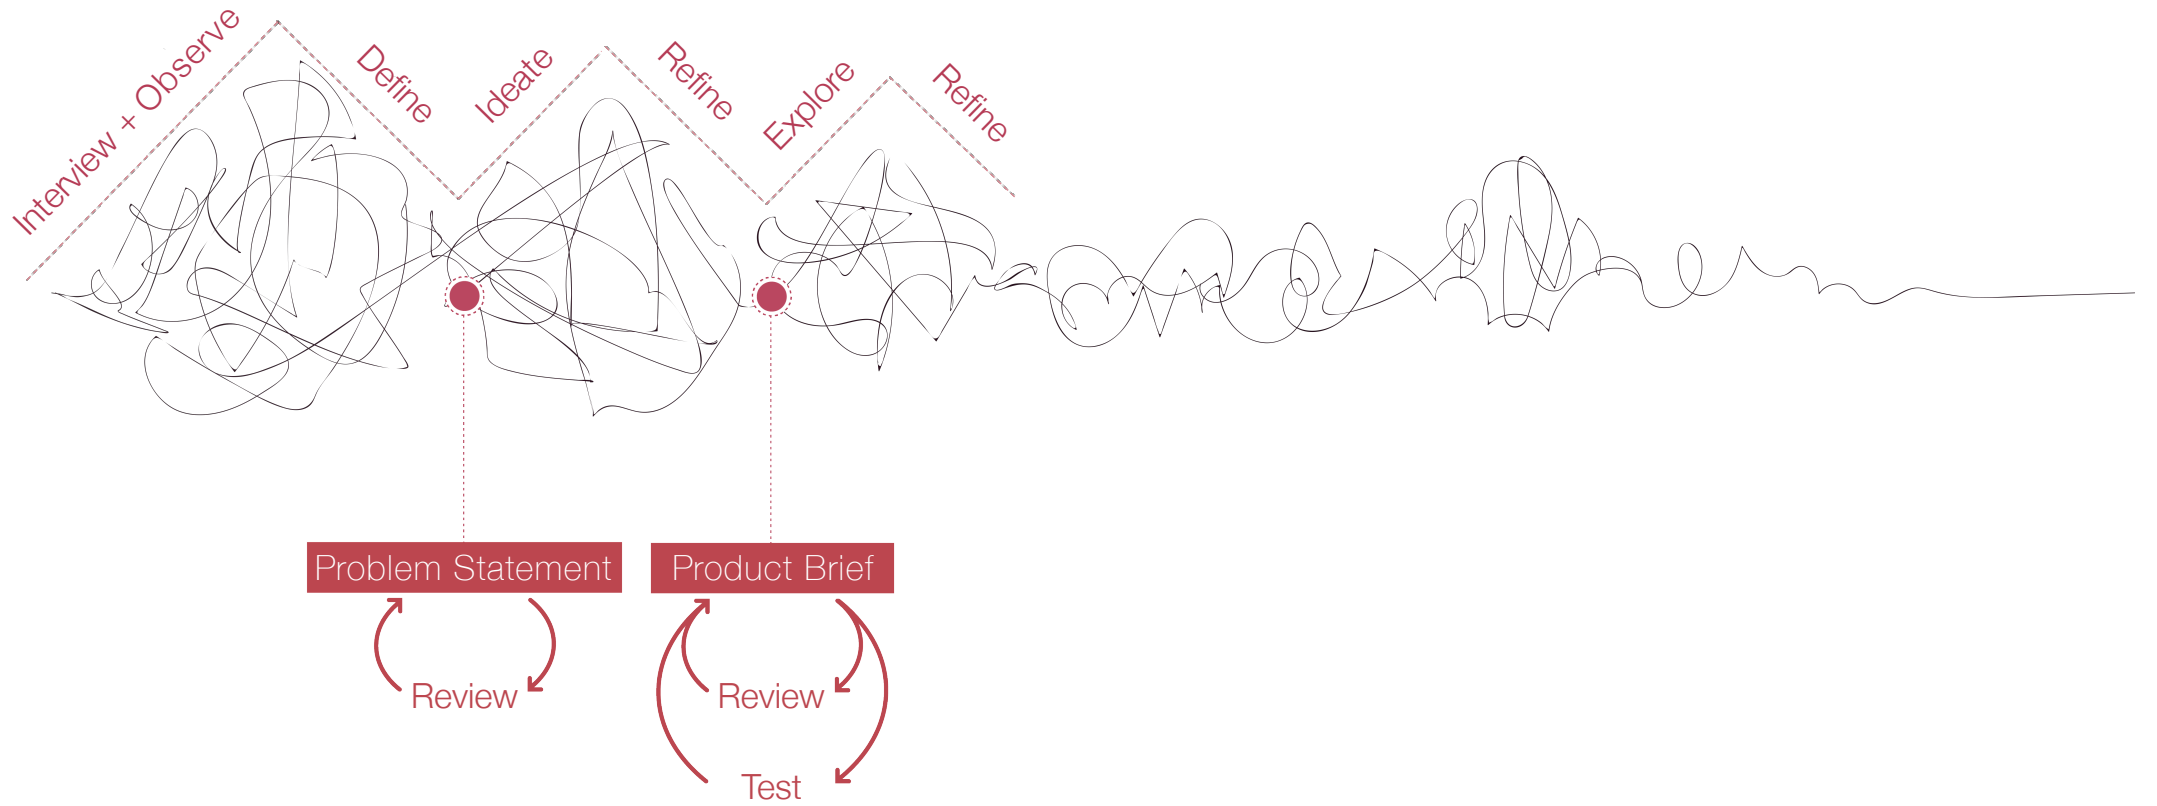 Interview + Observe
Define
Ideate
Refine
Explore
Refine
Problem Statement
Product Brief
Review
Review
Test